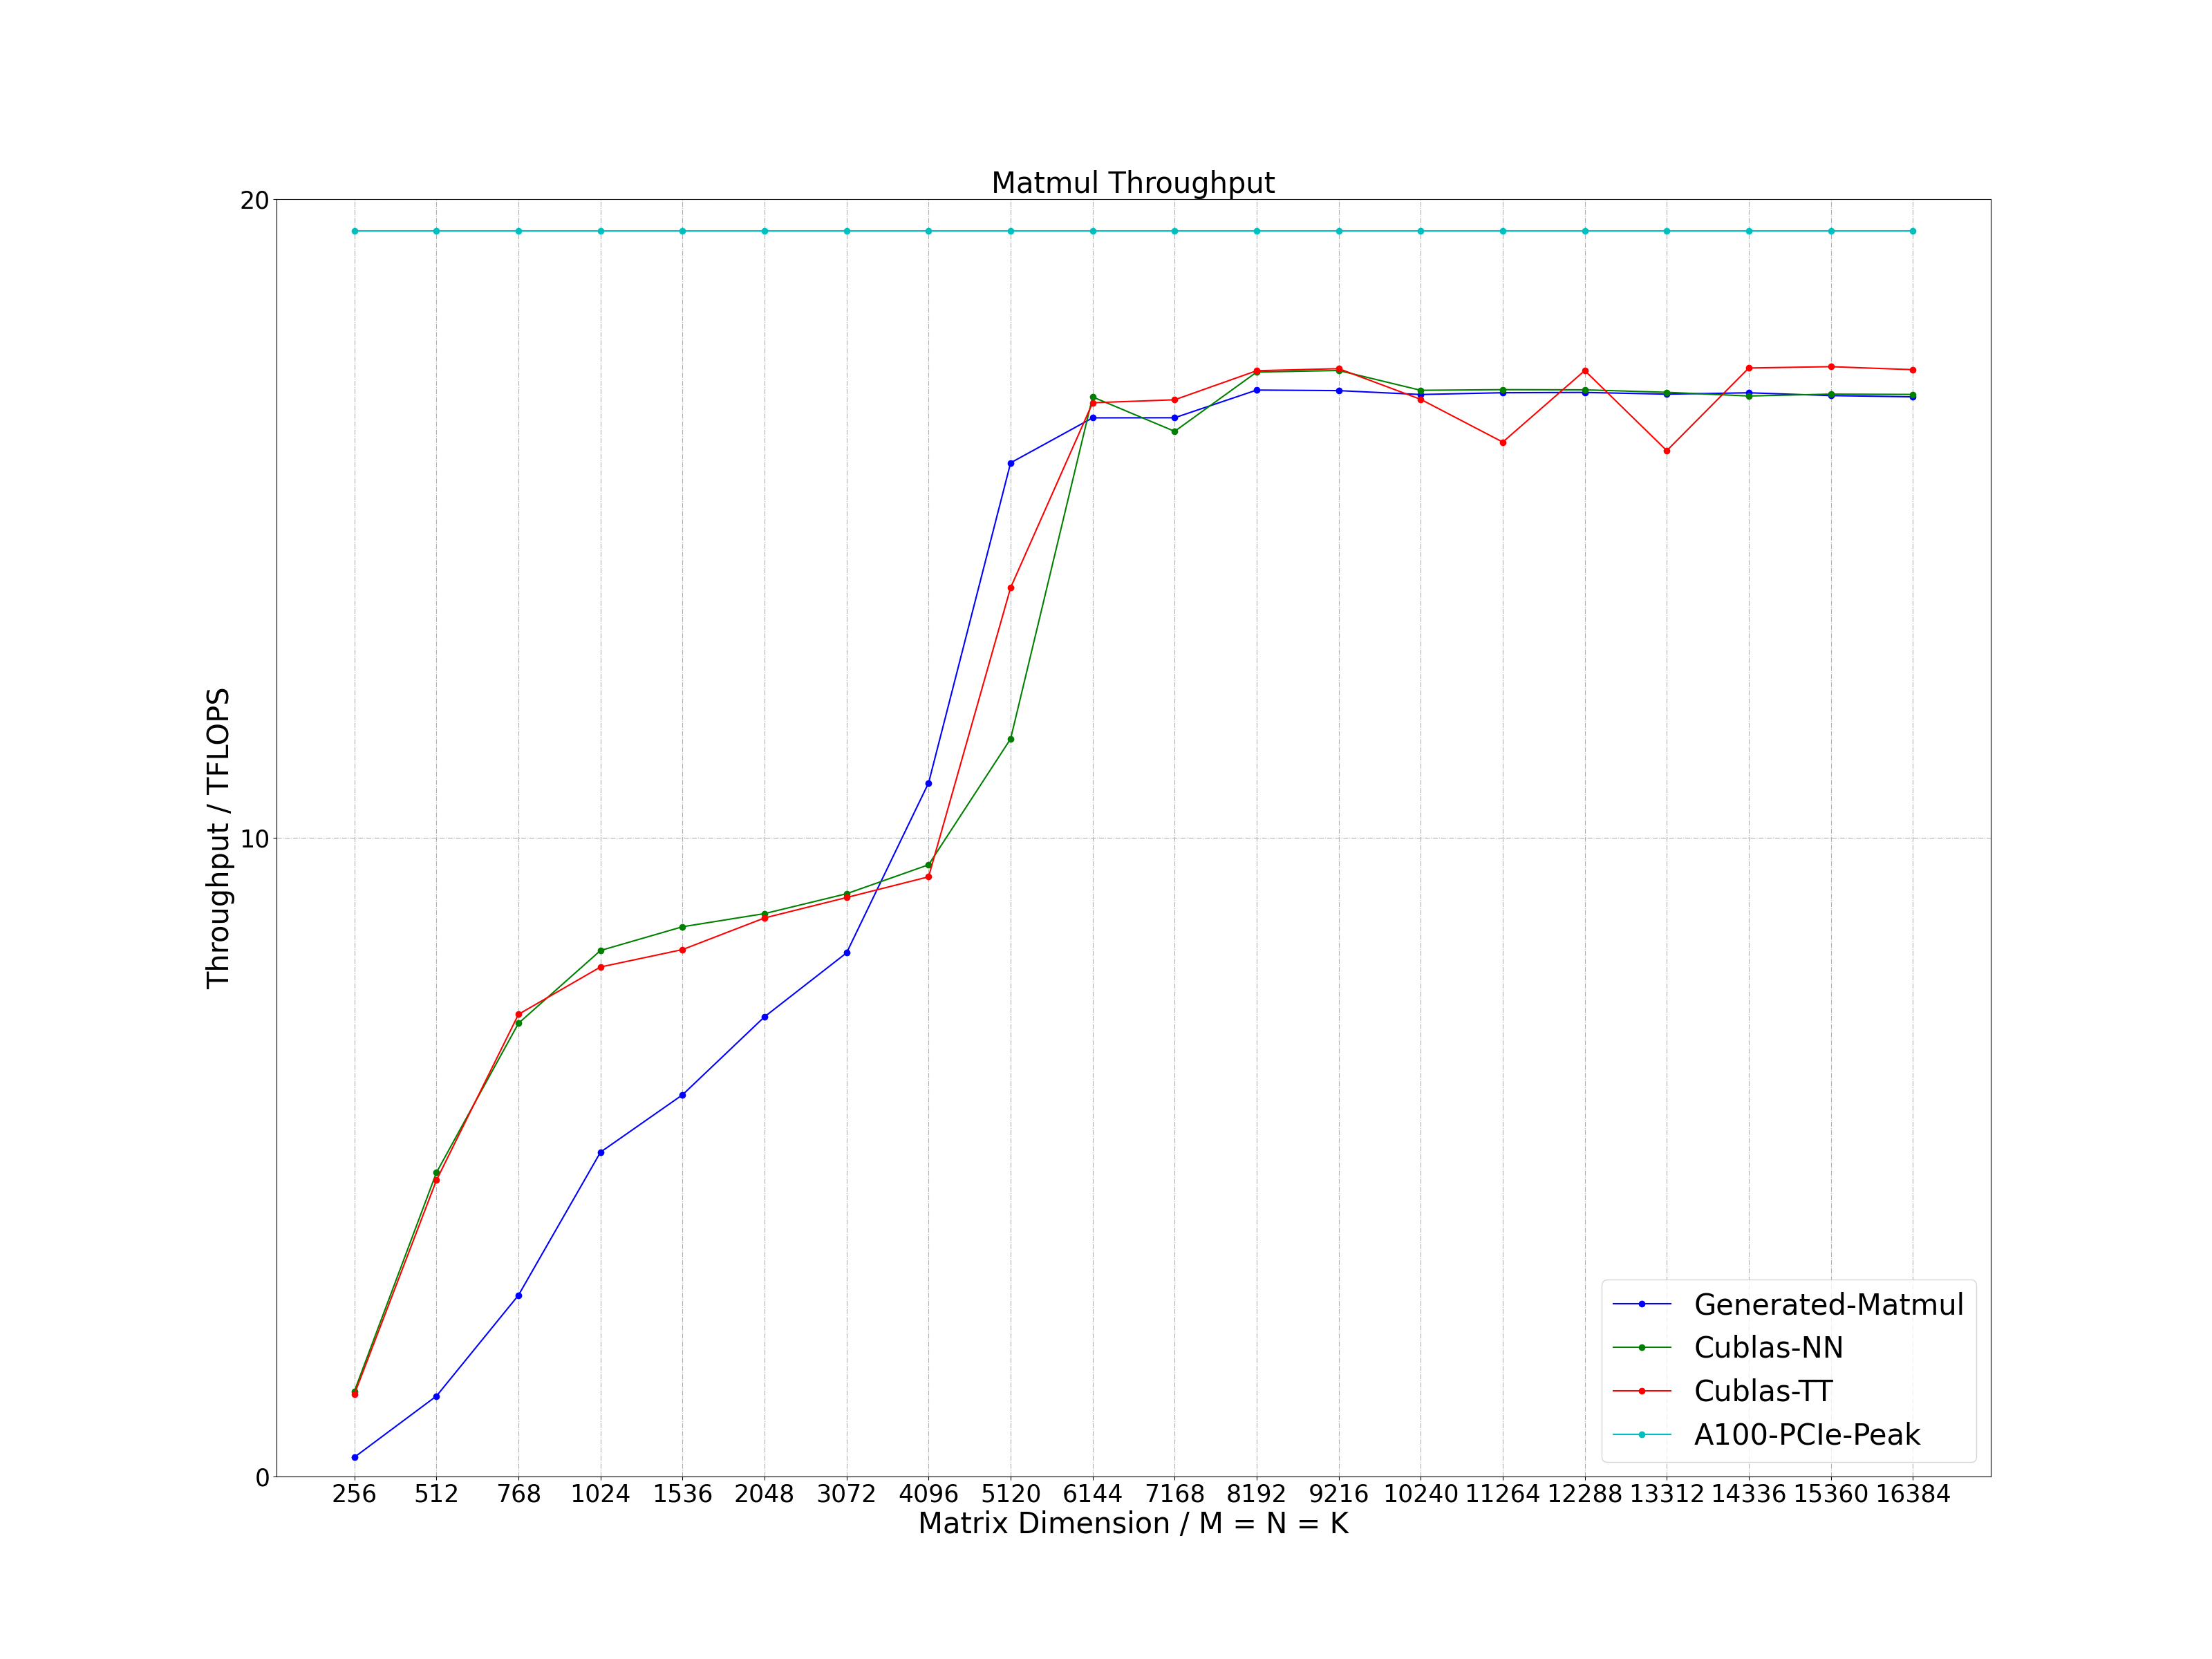 Matmul Throughput
20
10
0
Throughput / TFLOPS
256 512 768 1024 1536 2048 3072 4096 5120 6144 7168 8192 9216 10240 11264 12288 13312 14336 15360 16384
Matrix Dimension / M = N = K
Generated-Matmul
Cublas-NN
Cublas-TT
A100-PCIe-Peak